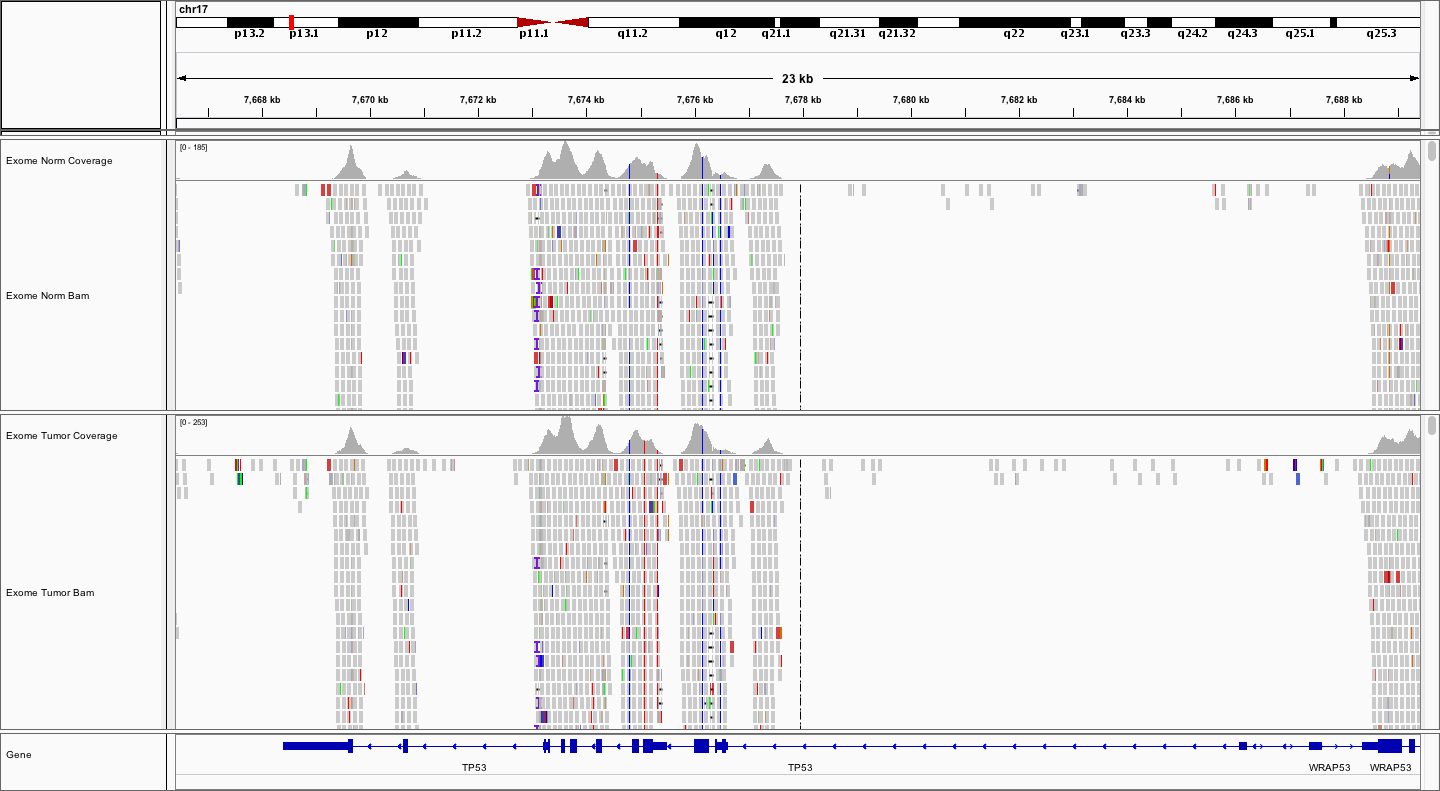 chr17
p13.2 p13.1 p12 p11.2 p11.1 q11.2 q12 q21.1 q21.31 q21.32 q22 q23.1 q23.3 q24.2 q24.3 q25.1 q25.3
23 kb
7,668 kb 7,670 kb 7,672 kb 7,674 kb 7,676 kb 7,678 kb 7,680 kb 7,682 kb 7,684 kb 7,686 kb 7,688 kb
[0 - 185]
Exome Norm Coverage
Exome Norm Bam
[0 - 253]
Exome Tumor Coverage
Exome Tumor Bam
Gene
TP53 TP53 WRAP53 WRAP53